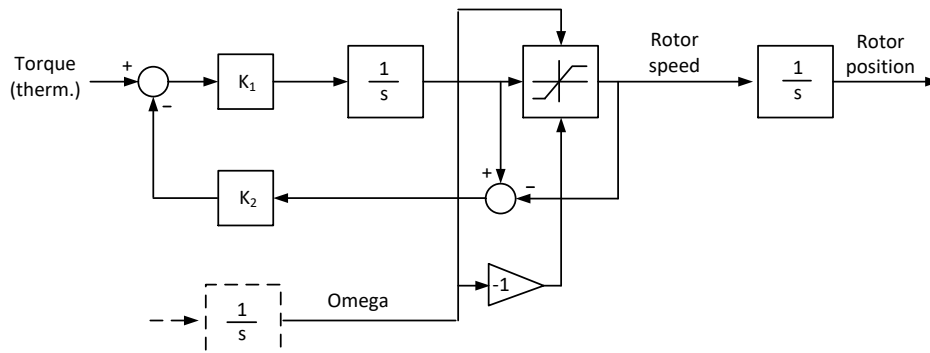 Torque
(therm.)
+
−
K1
1
s
Rotor
speed
1
s
Rotor
position
K2
+
−
-1
Omega
1
s